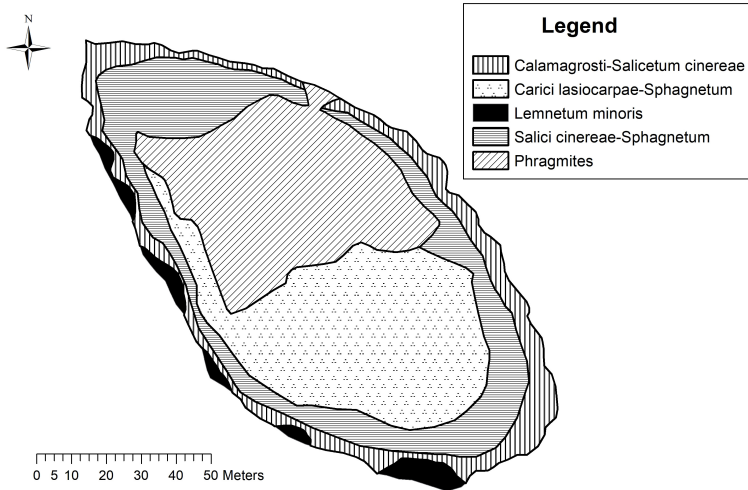 N
Legend
Calamagrosti-Salicetum cinereae
Carici lasiocarpae-Sphagnetum
Lemnetum minoris
Salici cinereae-Sphagnetum
Phragmites
0 5 10 20 30 40 50 Meters